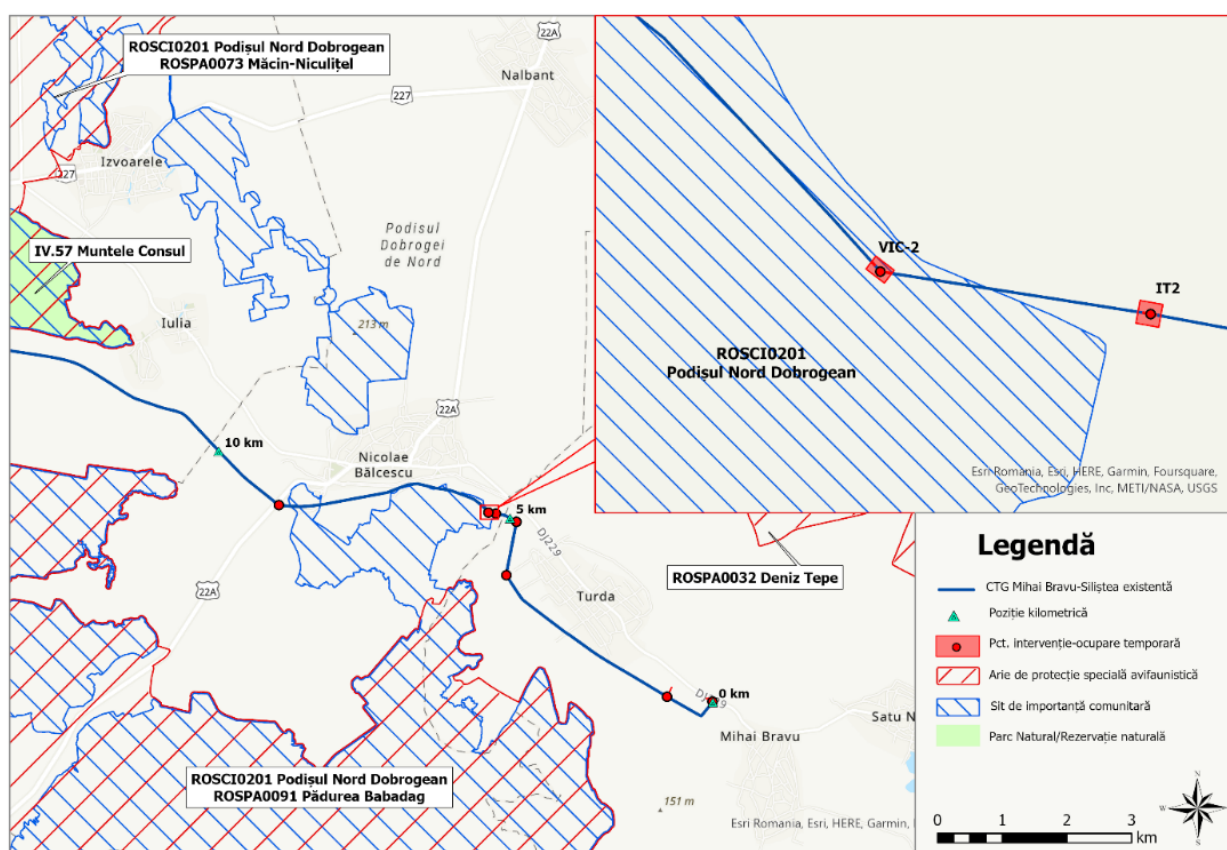 ROSCI0201 Podișul Nord Dobrogean
ROSPA0073 Măcin-Niculițel
22A
Nalbant
227
Izvoarele
227
IV.57 Muntele Consul
Podisul
Dobrogei
de Nord
Iulia
213 m
22A
10 km
Nicolae
Bălcescu
5 km
DJ229
22A
Turda
ROSPA0032 Deniz Tepe
0 km
Mihai Bravu
Satu N
151 m
ROSCI0201 Podișul Nord Dobrogean
ROSPA0091 Pădurea Babadag
Esri Romania, Esri, HERE, Garmin,
VIC-2
IT2
ROSCI0201
Podișul Nord Dobrogean
Esri Romania, Esri, HERE, Garmin, Foursquare,
GeoTechnologies, Inc, METI/NASA, USGS
Legendă
CTG Mihai Bravu-Siliștea existentă
Poziție kilometrică
Pct. intervenție-ocupare temporară
Arie de protecție specială avifaunistică
Sit de importanță comunitară
Parc Natural/Rezervație naturală
N
W
E
S
0 1 2 3
km